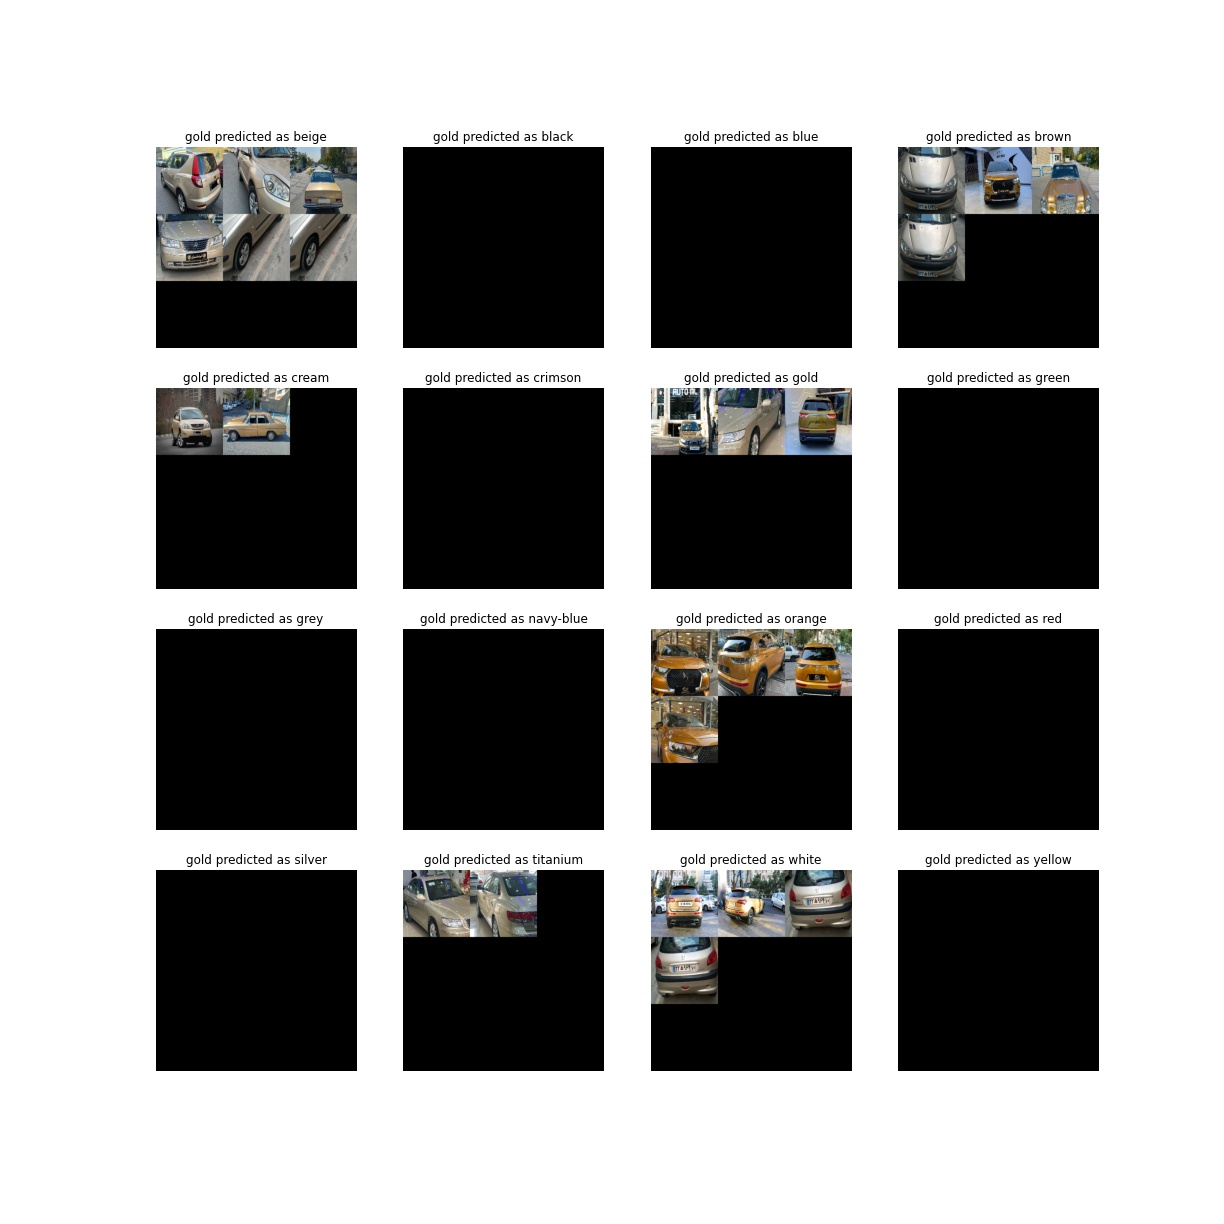 gold predicted as beige
gold predicted as black
gold predicted as blue
gold predicted as brown
gold predicted as cream
gold predicted as crimson
gold predicted as gold
gold predicted as green
AUTO
gold predicted as grey
gold predicted as navy-blue
gold predicted as orange
gold predicted as red
gold predicted as silver
gold predicted as titanium
gold predicted as white
gold predicted as yellow